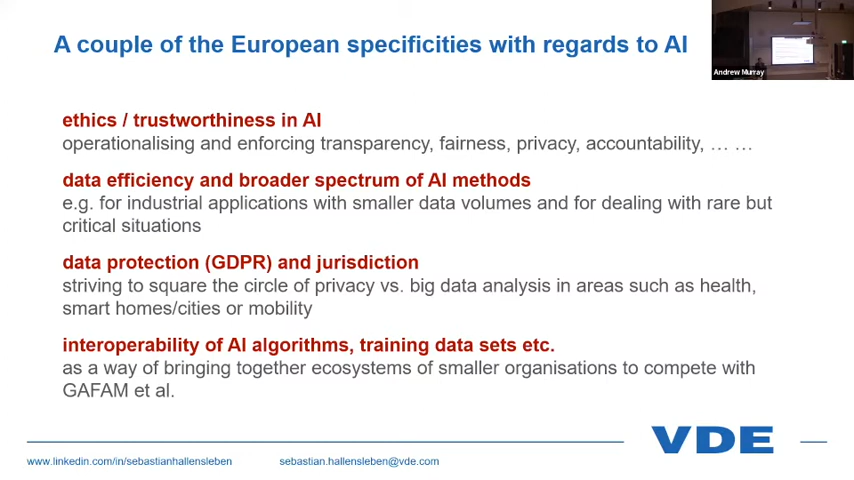 A couple of the European specificities with regards to AI
Andrew Murray
ethics / trustworthiness in AI
operationalising and enforcing transparency, fairness, privacy, accountability, … …
data efficiency and broader spectrum of AI methods
e.g. for industrial applications with smaller data volumes and for dealing with rare but
critical situations
data protection (GDPR) and jurisdiction
striving to square the circle of privacy vs. big data analysis in areas such as health,
smart homes/cities or mobility
interoperability of AI algorithms, training data sets etc.
as a way of bringing together ecosystems of smaller organisations to compete with
GAFAM et al.
VDE
www.linkedin.com/in/sebastianhallensleben
sebastian.hallensleben@vde.com